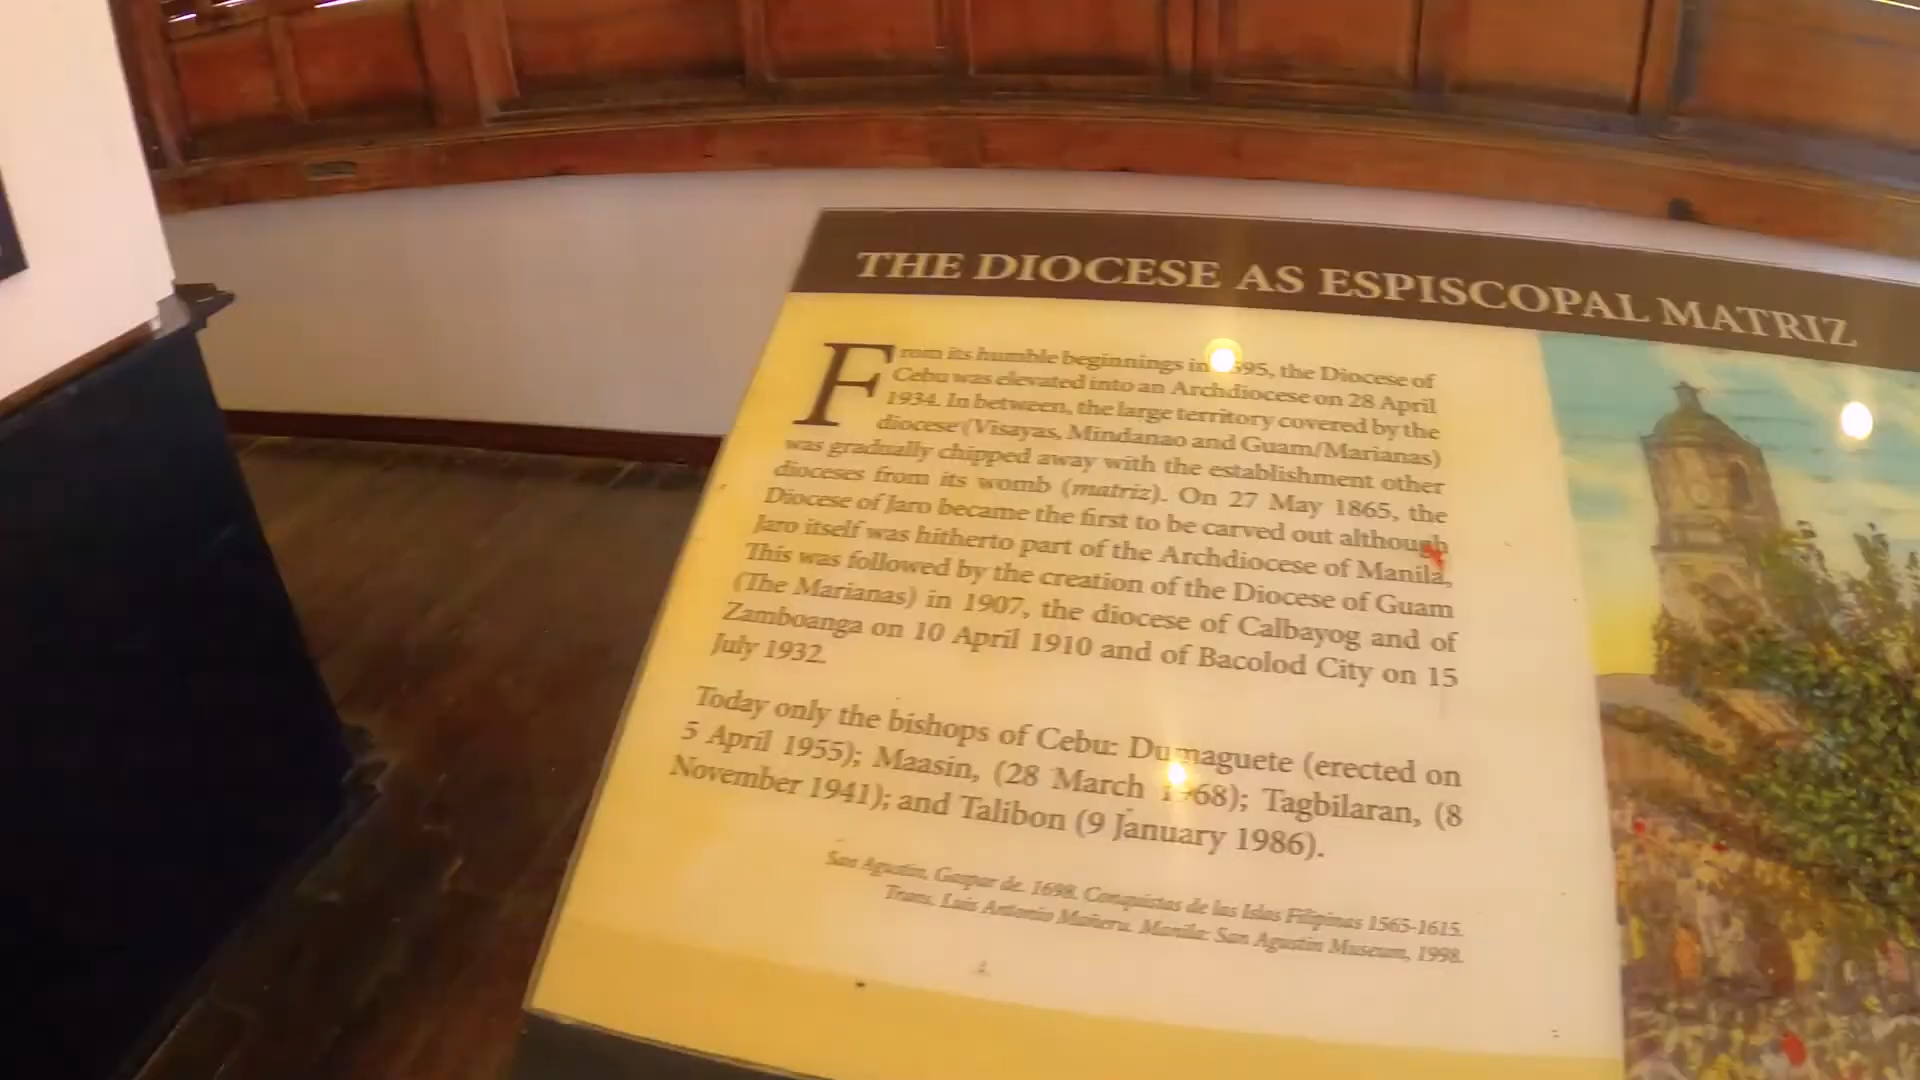 THE DIOCESE AS ESPISCOPAL MATRIZ
From its humble beginnings in 1595, the Diocese of
Cebu was elevated into an Archdiocese on 28 April
1934. In between, the large territory covered by the
diocese (Visayas, Mindanao and Guam/Marianas)
was gradually chipped away with the establishment other
dioceses from its womb (matriz). On 27 May 1865, the
Diocese of Jaro became the first to be carved out although
Jaro itself was hitherto part of the Archdiocese of Manila,
This was followed by the creation of the Diocese of Guam
(The Marianas) in 1907, the diocese of Calbayog and of
Zamboanga on 10 April 1910 and of Bacolod City on 15
July 1932.
Today only the bishops of Cebu: Dumaguete (erected on
5 April 1955); Maasin, (28 March 1968); Tagbilaran, (8
November 1941); and Talibon (9 January 1986).
San Agustin, Gaspar de. 1698. Conquistas de las Islas Filipinas 1565-1615.
Trans. Luis Antonio Mañeru. Manila: San Agustin Museum, 1998.